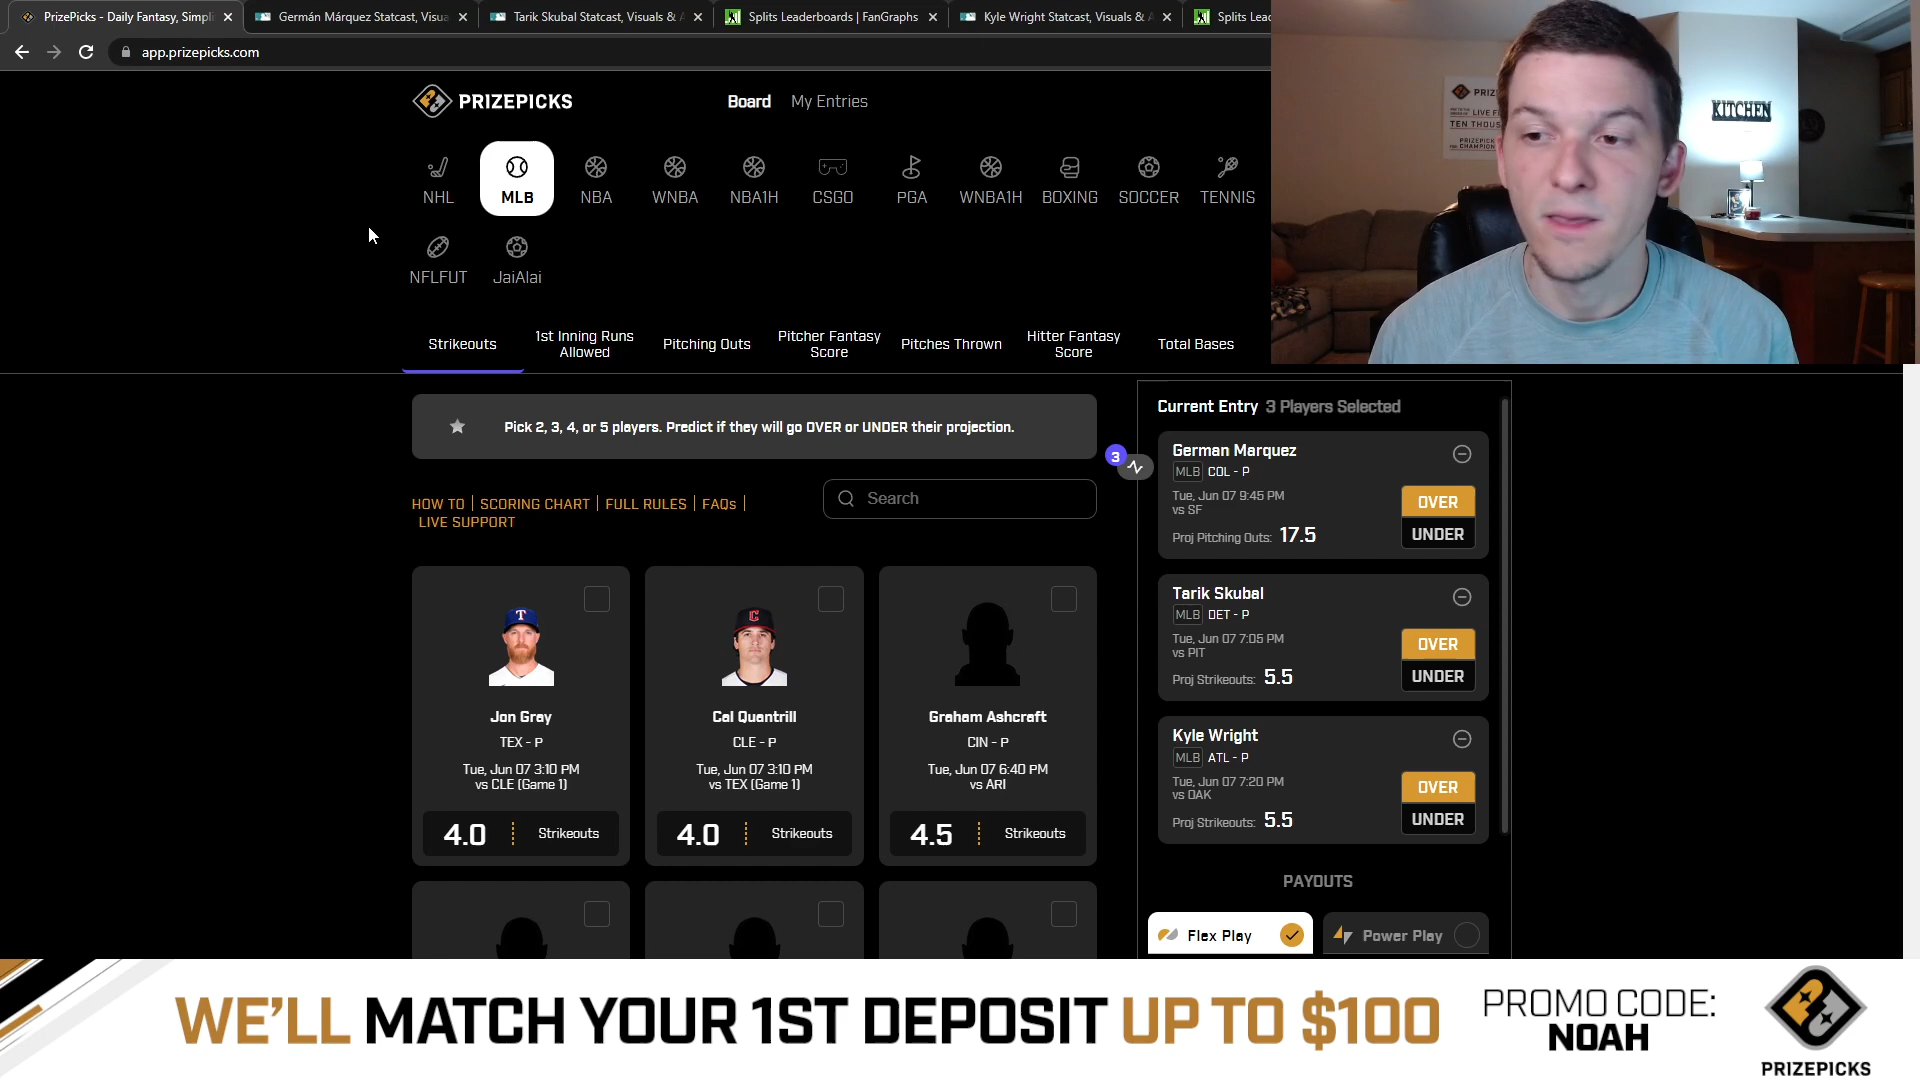 PrizePicks - Daily Fantasy, Simpli
Germán Márquez Statcast, Visua
Tarik Skubal Statcast, Visuals & A
Splits Leaderboards | FanGraphs
Kyle Wright Statcast, Visuals & A
Splits Lea
app.prizepicks.com
PRIZEPICKS
Board
My Entries
NHL
MLB
NBA
WNBA
NBA1H
CSGO
PGA
WNBA1H
BOXING
SOCCER
TENNIS
NFLFUT
JaiAlai
Strikeouts
1st Inning Runs
Allowed
Pitching Outs
Pitcher Fantasy
Score
Pitches Thrown
Hitter Fantasy
Score
Total Bases
KITCHEN
Pick 2, 3, 4, or 5 players. Predict if they will go OVER or UNDER their projection.
HOW TO | SCORING CHART | FULL RULES | FAQs |
LIVE SUPPORT
Search
Jon Gray
TEX - P
Tue, Jun 07 3:10 PM
vs CLE (Game 1)
4.0 Strikeouts
Cal Quantrill
CLE - P
Tue, Jun 07 3:10 PM
vs TEX (Game 1)
4.0 Strikeouts
Graham Ashcraft
CIN - P
Tue, Jun 07 6:40 PM
vs ARI
4.5 Strikeouts
3
Current Entry 3 Players Selected
German Marquez
MLB COL - P
Tue, Jun 07 9:45 PM
vs SF
Proj Pitching Outs: 17.5
OVER
UNDER
Tarik Skubal
MLB DET - P
Tue, Jun 07 7:05 PM
vs PIT
Proj Strikeouts: 5.5
OVER
UNDER
Kyle Wright
MLB ATL - P
Tue, Jun 07 7:20 PM
vs OAK
Proj Strikeouts: 5.5
OVER
UNDER
PAYOUTS
Flex Play
Power Play
WE'LL MATCH YOUR 1ST DEPOSIT UP TO $100
PROMO CODE:
NOAH
PRIZEPICKS